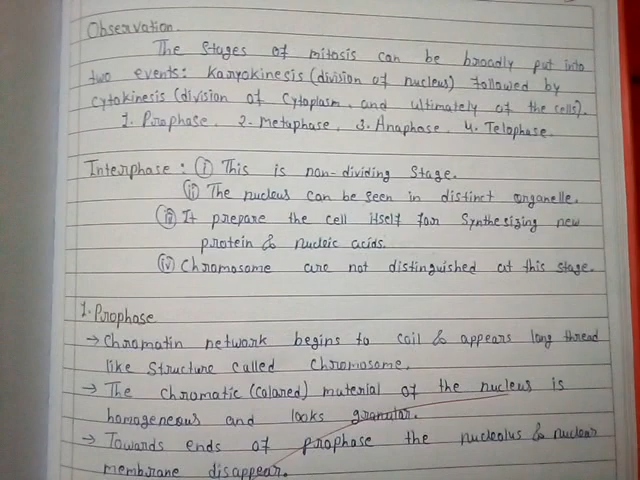 Observation.
The Stages of mitosis can be broadly put into
two events: Karyokinesis (division of nucleus) followed by
Cytokinesis (division of Cytoplasm, and ultimately of the cells).
1. Prophase, 2. Metaphase, 3. Anaphase, 4. Telophase.
Interphase : (i) This is non-dividing Stage.
(ii) The nucleus can be seen in distinct organelle.
(iii) It prepare the cell itself for Synthesizing new
protein & nucleic acids.
(iv) Chromosome are not distinguished at this stage.
1. Prophase
→ Chromatin network begins to coil & appears long thread
like Structure called Chromosome.
→ The chromatic (Colored) material of the nucleus is
homogeneous and looks granular.
→ Towards ends of prophase the nucleolus & nuclear
membrane disappear.